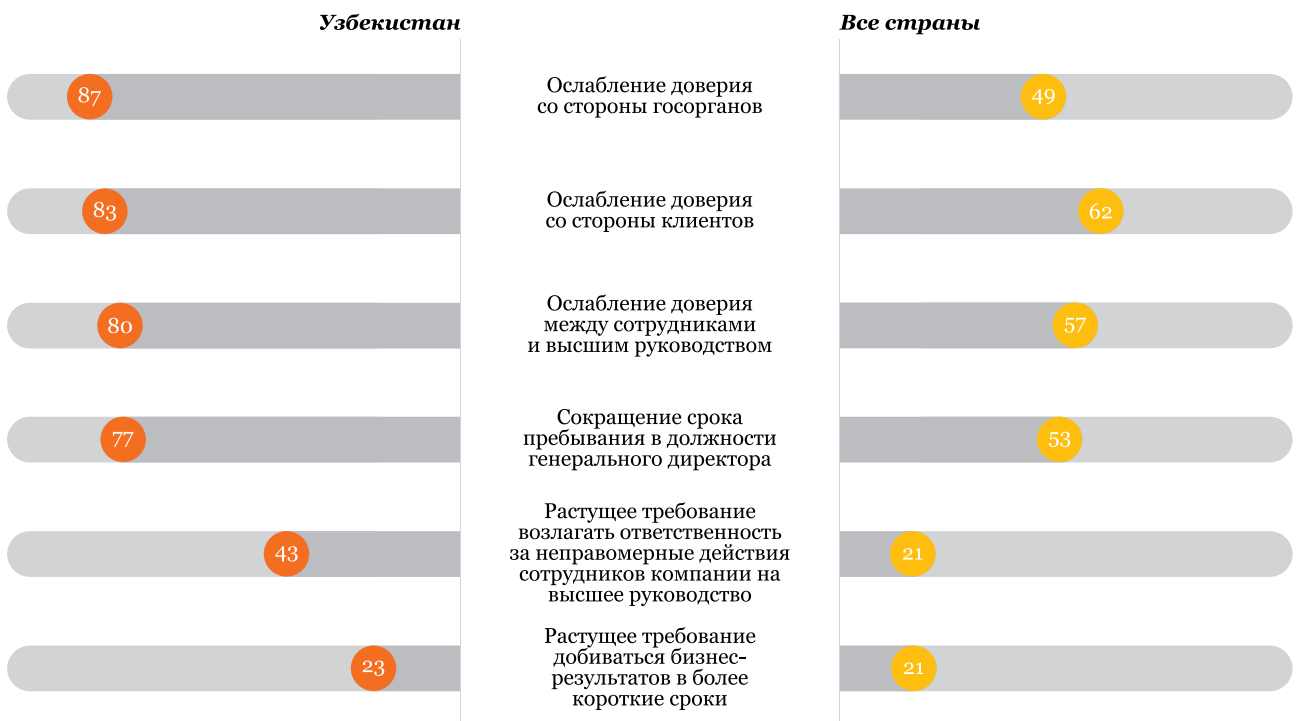 Узбекистан
Все страны
87
Ослабление доверия
со стороны госорганов
49
83
Ослабление доверия
со стороны клиентов
62
80
Ослабление доверия
между сотрудниками
и высшим руководством
57
77
Сокращение срока
пребывания в должности
генерального директора
53
43
Растущее требование
возлагать ответственность
за неправомерные действия
сотрудников компании на
высшее руководство
21
23
Растущее требование
добиваться бизнес-
результатов в более
короткие сроки
21